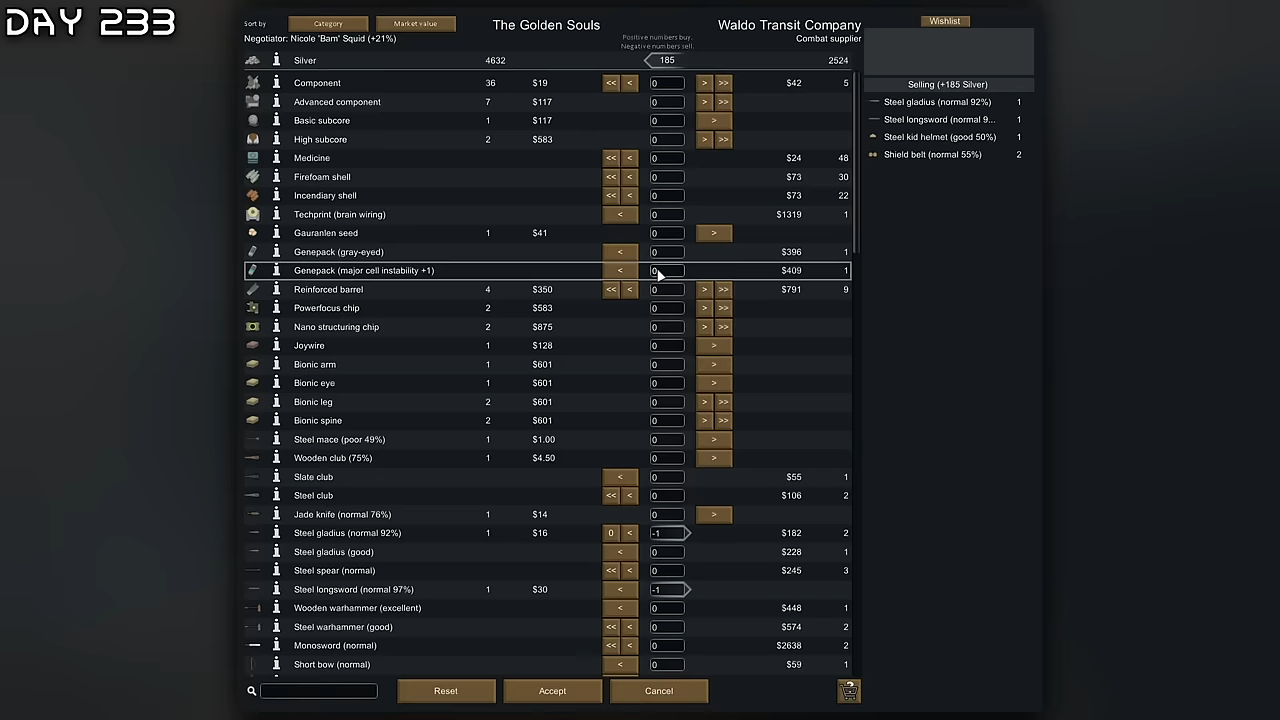 DAY 233
Sort by
Category
Market value
The Golden Souls
Waldo Transit Company
Wishlist
Negotiator: Nicole 'Bam' Squid (+21%)
Positive numbers buy.
Negative numbers sell.
Combat supplier
Silver 4632 185 2524
Selling (+185 Silver)
Component 36 $19 << < 0 > >> $42 5
Advanced component 7 $117 0 > >>
Basic subcore 1 $117 0 >
High subcore 2 $583 0 > >>
Medicine << < 0 $24 48
Firefoam shell << < 0 $73 30
Incendiary shell << < 0 $73 22
Techprint (brain wiring) < 0 $1319 1
Gauranlen seed 1 $41 0 >
Genepack (gray-eyed) < 0 $396 1
Genepack (major cell instability +1) < 0 $409 1
Reinforced barrel 4 $350 << < 0 > >> $791 9
Powerfocus chip 2 $583 0 > >>
Nano structuring chip 2 $875 0 > >>
Joywire 1 $128 0 >
Bionic arm 1 $601 0 >
Bionic eye 1 $601 0 >
Bionic leg 2 $601 0 > >>
Bionic spine 2 $601 0 > >>
Steel mace (poor 49%) 1 $1.00 0 >
Wooden club (75%) 1 $4.50 0 >
Slate club < 0 $55 1
Steel club << < 0 $106 2
Jade knife (normal 76%) 1 $14 0 >
Steel gladius (normal 92%) 1 $16 0 < -1 $182 2
Steel gladius (good) < 0 $228 1
Steel spear (normal) << < 0 $245 3
Steel longsword (normal 97%) 1 $30 < -1
Wooden warhammer (excellent) < 0 $448 1
Steel warhammer (good) << < 0 $574 2
Monosword (normal) << < 0 $2638 2
Short bow (normal) < 0 $59 1
Steel gladius (normal 92%) 1
Steel longsword (normal 9... 1
Steel kid helmet (good 50%) 1
Shield belt (normal 55%) 2
Reset
Accept
Cancel